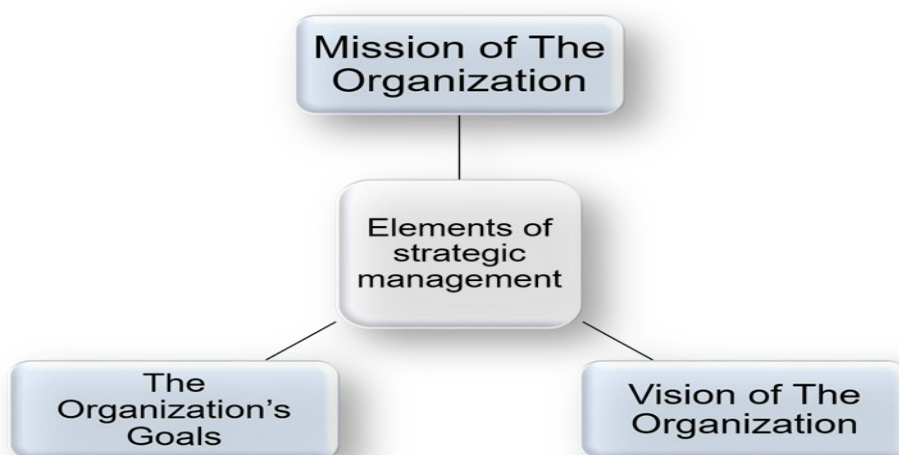 Mission of The
Organization
Elements of
strategic
management
The
Organization’s
Goals
Vision of The
Organization